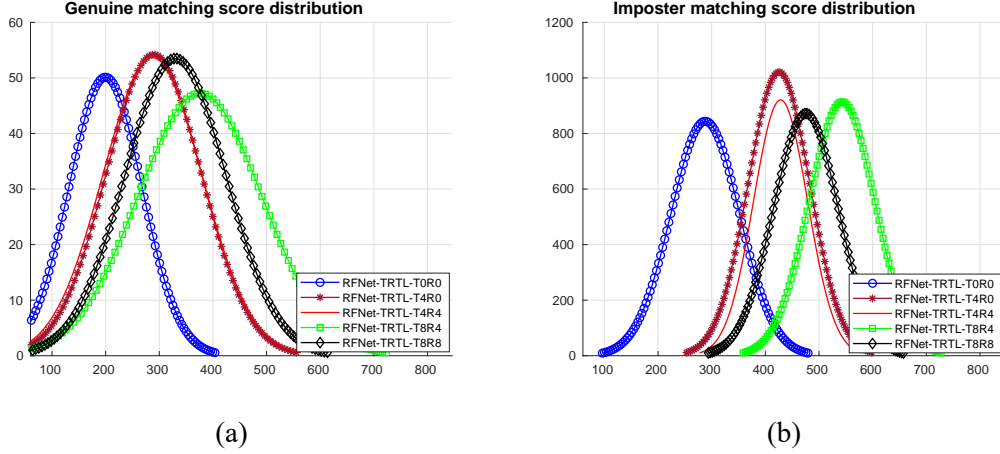 Genuine matching score distribution
60
50
40
30
20
10
0
100 200 300 400 500 600 700 800
RFNet-TRTL-T0R0
RFNet-TRTL-T4R0
RFNet-TRTL-T4R4
RFNet-TRTL-T8R4
RFNet-TRTL-T8R8
(a)
Imposter matching score distribution
1200
1000
800
600
400
200
0
100 200 300 400 500 600 700 800
RFNet-TRTL-T0R0
RFNet-TRTL-T4R0
RFNet-TRTL-T4R4
RFNet-TRTL-T8R4
RFNet-TRTL-T8R8
(b)